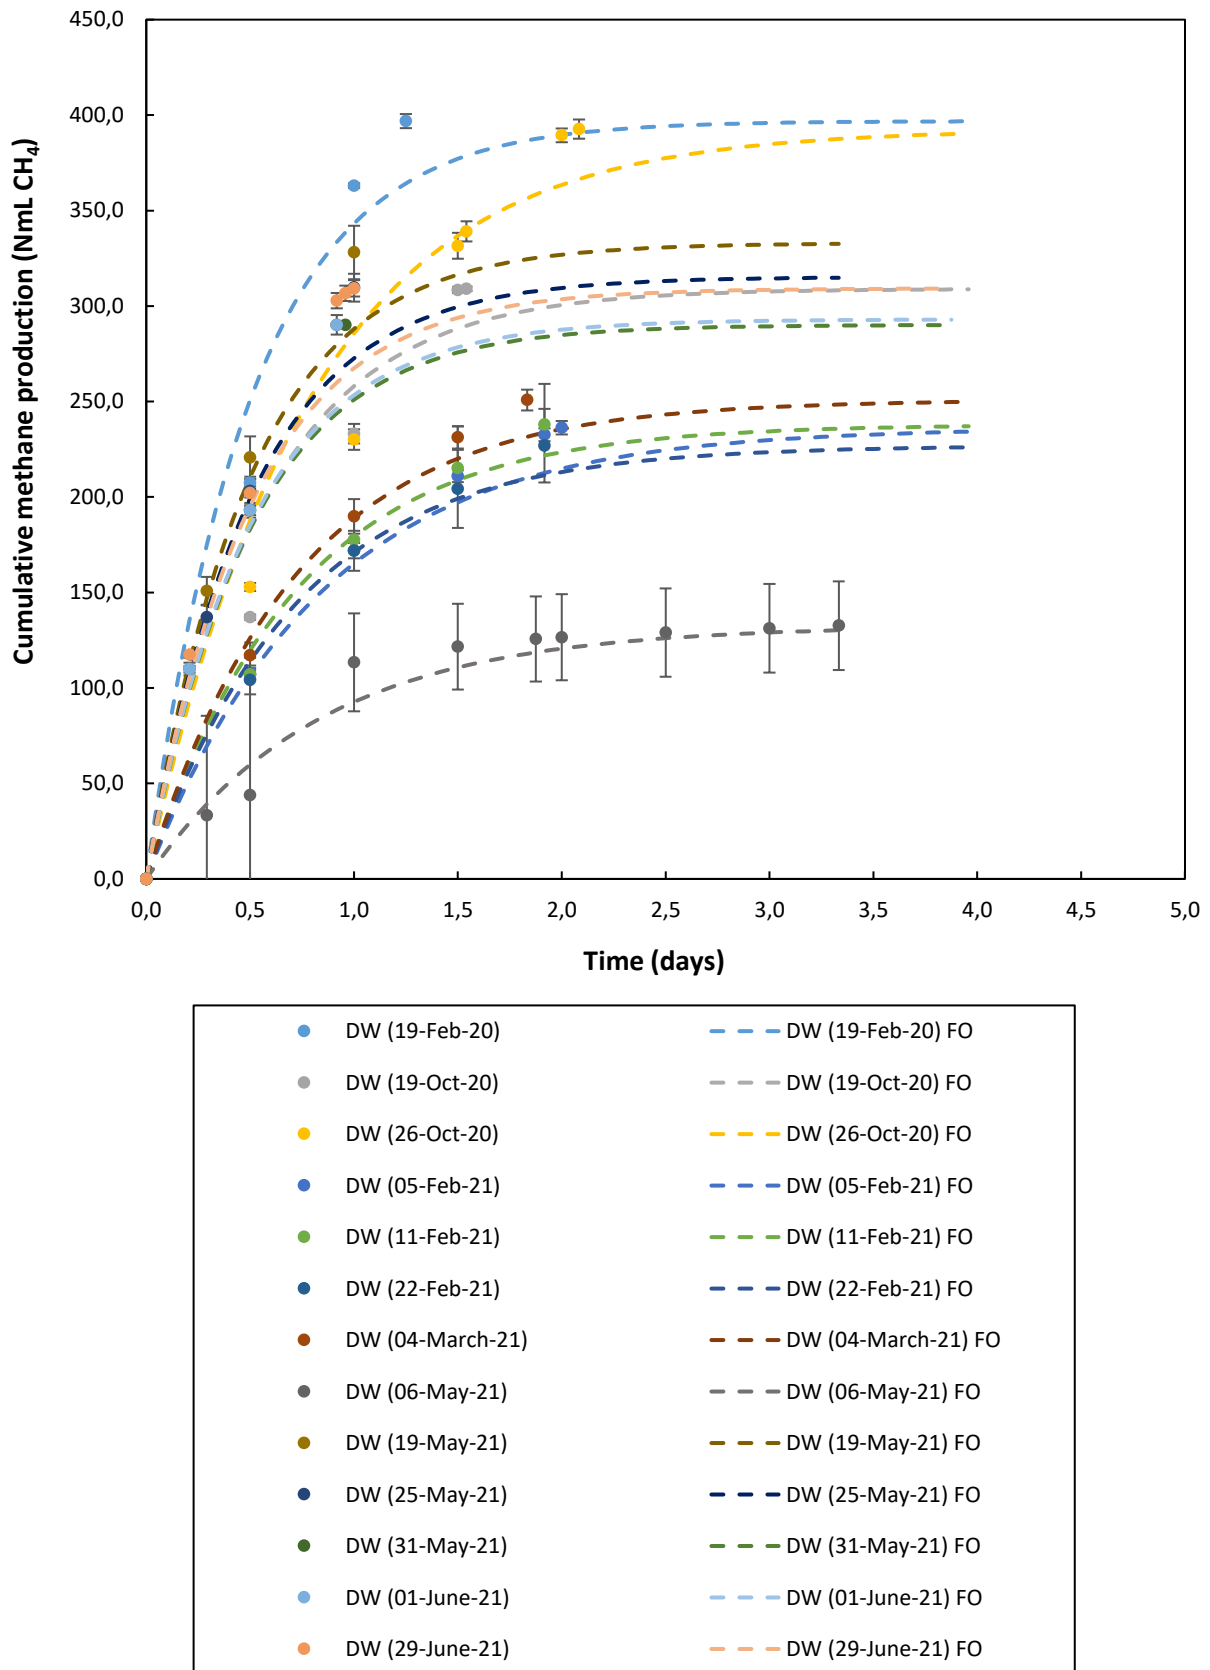 450,0
400,0
350,0
300,0
250,0
200,0
150,0
100,0
50,0
0,0
Cumulative methane production (NmL CH₄)
0,0 0,5 1,0 1,5 2,0 2,5 3,0 3,5 4,0 4,5 5,0
Time (days)
DW (19-Feb-20) DW (19-Feb-20) FO
DW (19-Oct-20) DW (19-Oct-20) FO
DW (26-Oct-20) DW (26-Oct-20) FO
DW (05-Feb-21) DW (05-Feb-21) FO
DW (11-Feb-21) DW (11-Feb-21) FO
DW (22-Feb-21) DW (22-Feb-21) FO
DW (04-March-21) DW (04-March-21) FO
DW (06-May-21) DW (06-May-21) FO
DW (19-May-21) DW (19-May-21) FO
DW (25-May-21) DW (25-May-21) FO
DW (31-May-21) DW (31-May-21) FO
DW (01-June-21) DW (01-June-21) FO
DW (29-June-21) DW (29-June-21) FO